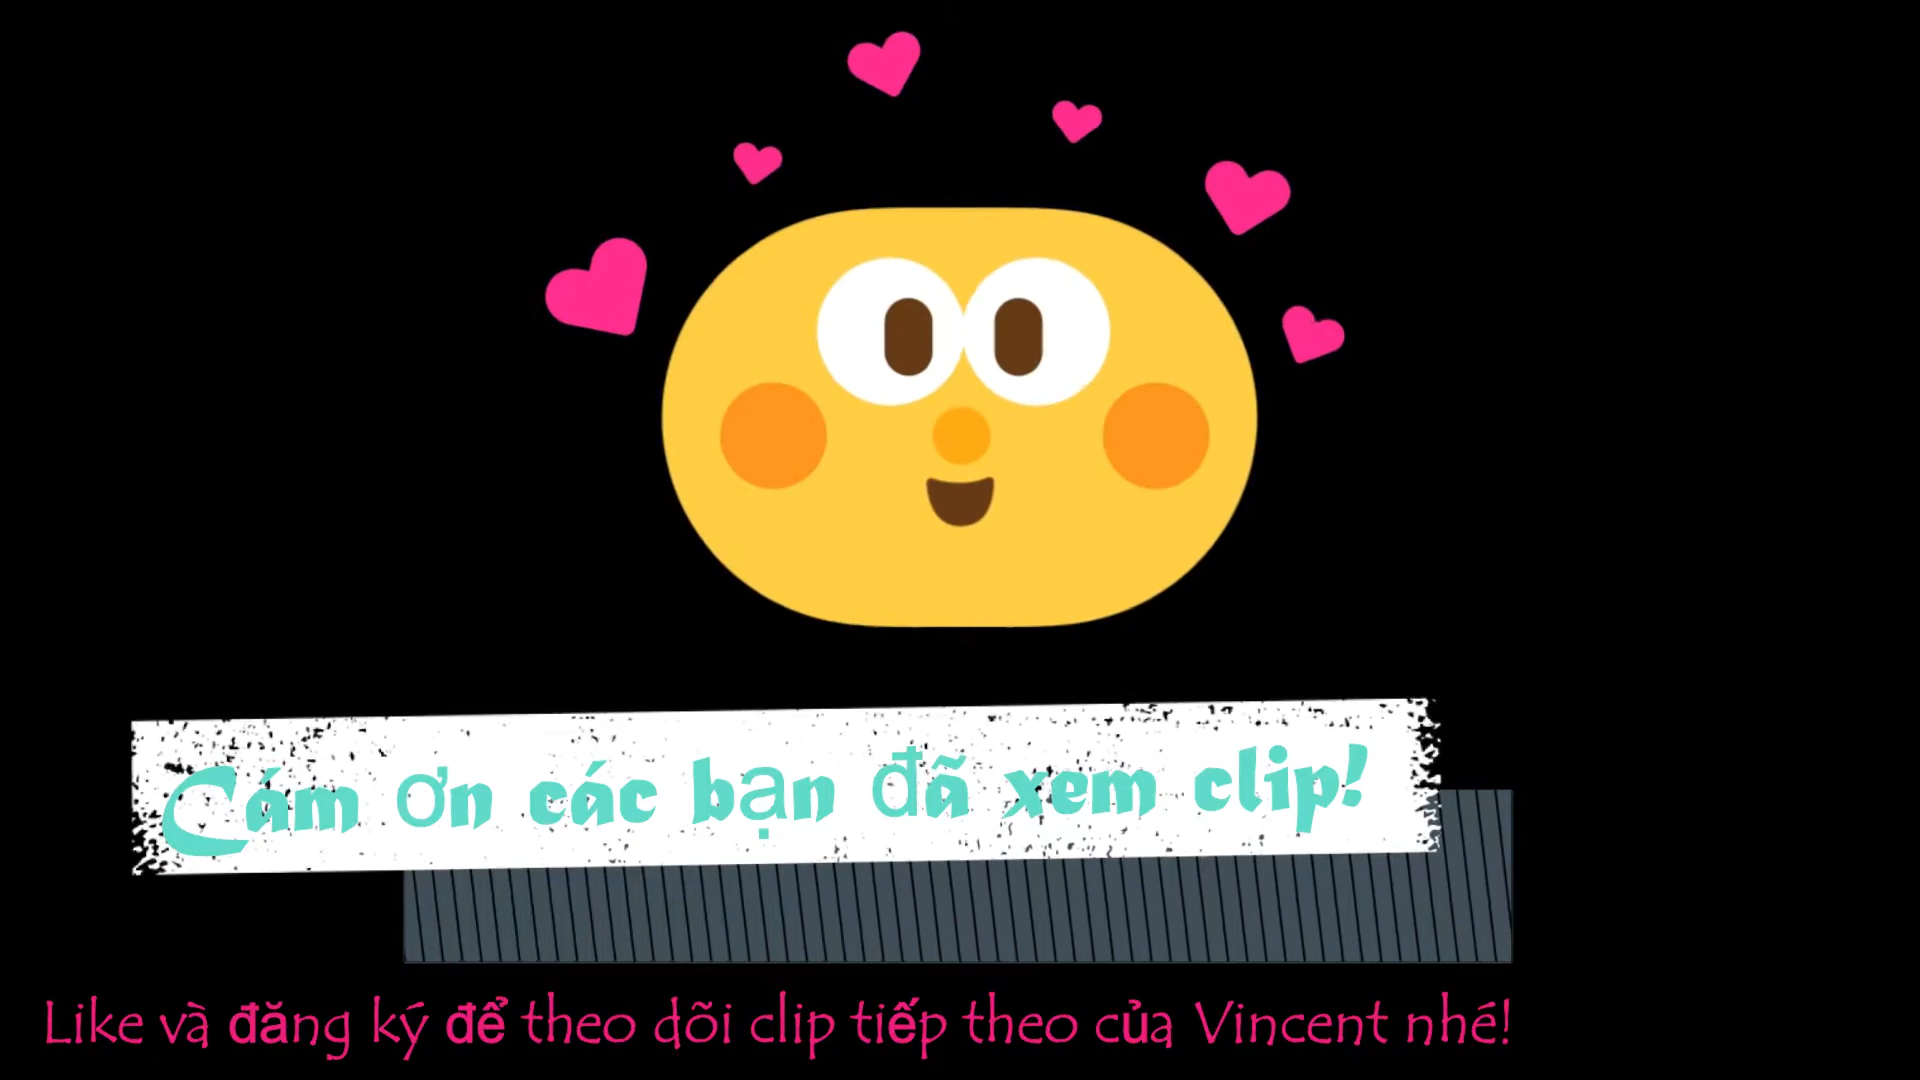 Cám ơn các bạn đã xem clip!
Like và đăng ký để theo dõi clip tiếp theo của Vincent nhé!